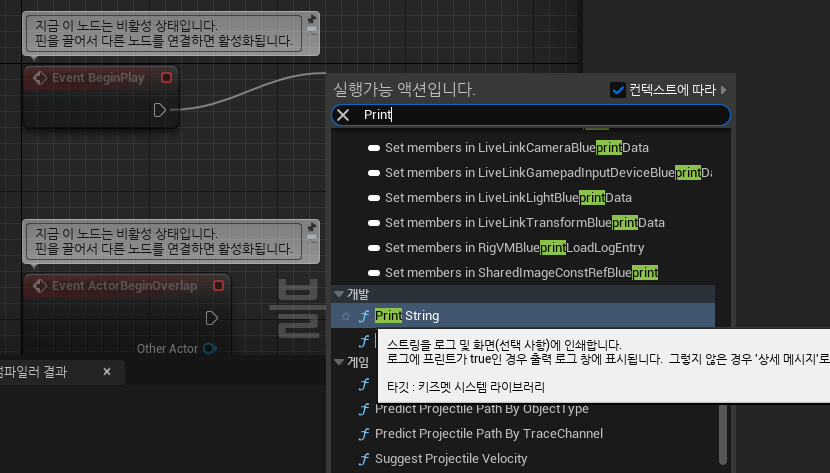 지금 이 노드는 비활성 상태입니다.
핀을 끌어서 다른 노드를 연결하면 활성화됩니다.
Event BeginPlay
실행가능 액션입니다.
컨텍스트에 따라
Print
Set members in LiveLinkCameraBlueprintData
Set members in LiveLinkGamepadInputDeviceBlueprintDa
Set members in LiveLinkLightBlueprintData
Set members in LiveLinkTransformBlueprintData
Set members in RigVMBlueprintLoadLogEntry
Set members in SharedImageConstRefBlueprint
지금 이 노드는 비활성 상태입니다.
핀을 끌어서 다른 노드를 연결하면 활성화됩니다.
Event ActorBeginOverlap
Other Actor
블
개발
Print String
스트링을 로그 및 화면(선택 사항)에 인쇄합니다.
로그에 프린트가 true인 경우 출력 로그 창에 표시됩니다. 그렇지 않은 경우 '상세 메시지'로
타깃 : 키즈멧 시스템 라이브러리
게임
Predict Projectile Path By ObjectType
Predict Projectile Path By TraceChannel
Suggest Projectile Velocity
컴파일러 결과